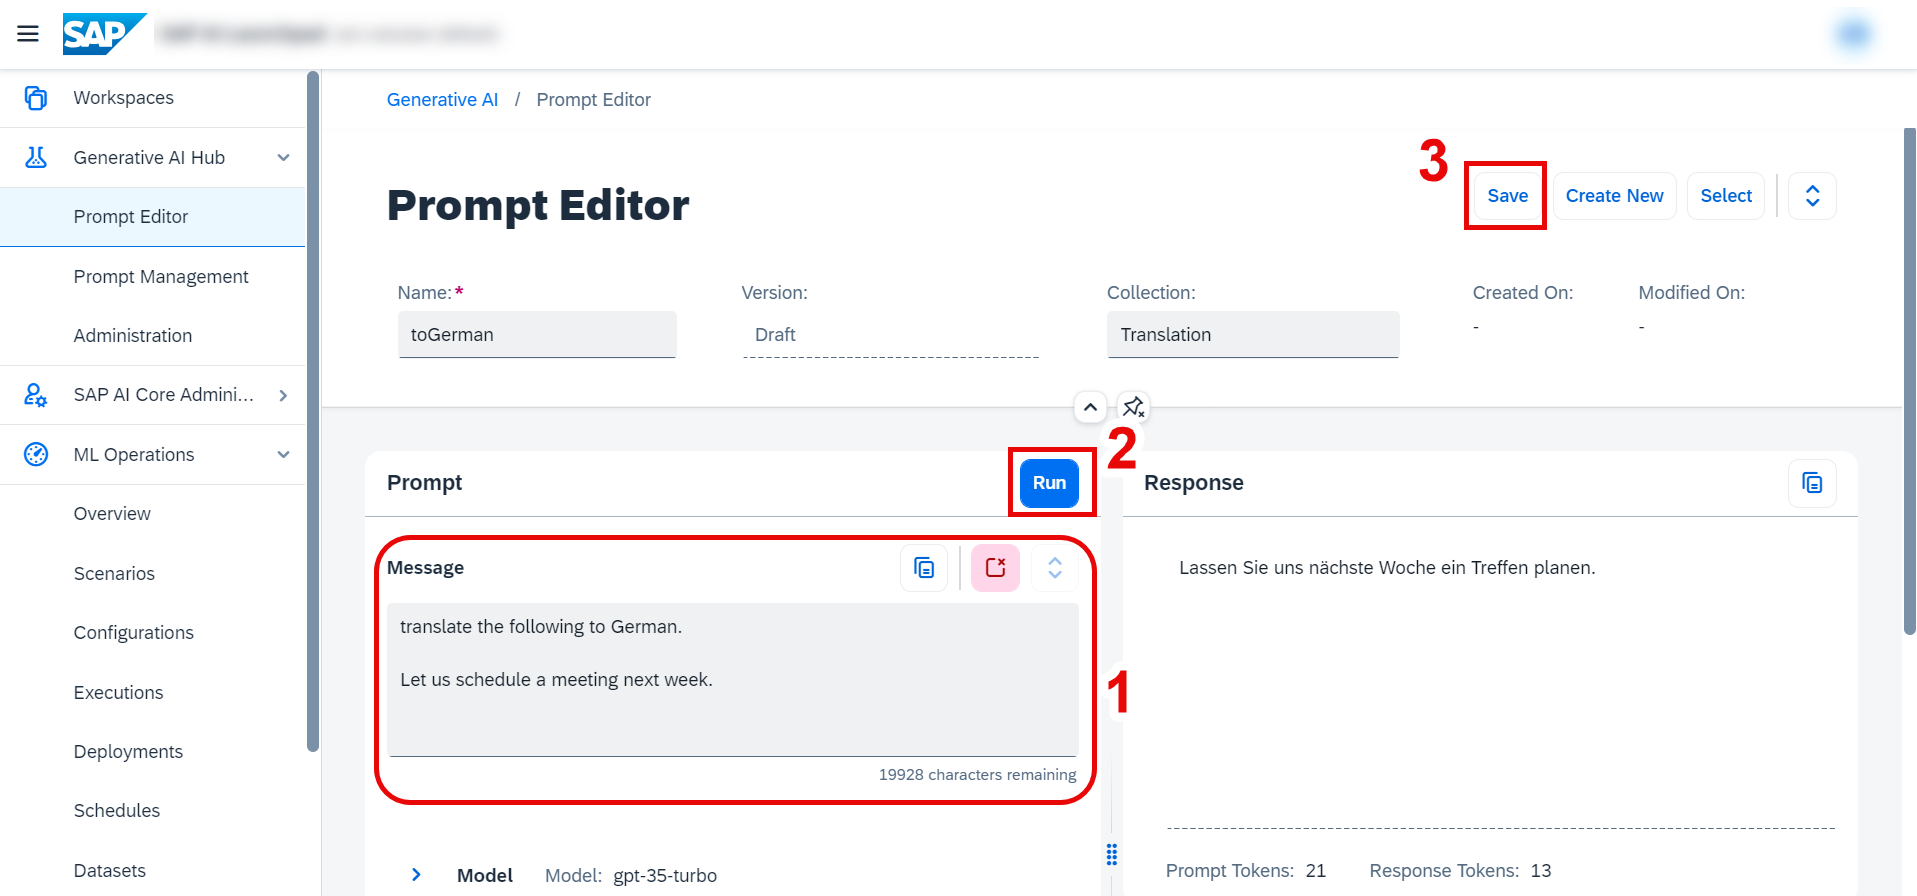 SAP
Workspaces
Generative AI Hub
Prompt Editor
Prompt Management
Administration
SAP AI Core Admini...
ML Operations
Overview
Scenarios
Configurations
Executions
Deployments
Schedules
Datasets
Generative AI / Prompt Editor
Prompt Editor
3
Save Create New Select
Name:* Version: Collection: Created On: Modified On:
toGerman Draft Translation - -
2
Prompt Run
Message
translate the following to German.
Let us schedule a meeting next week.
1
19928 characters remaining
Model Model: gpt-35-turbo
Response
Lassen Sie uns nächste Woche ein Treffen planen.
Prompt Tokens: 21 Response Tokens: 13